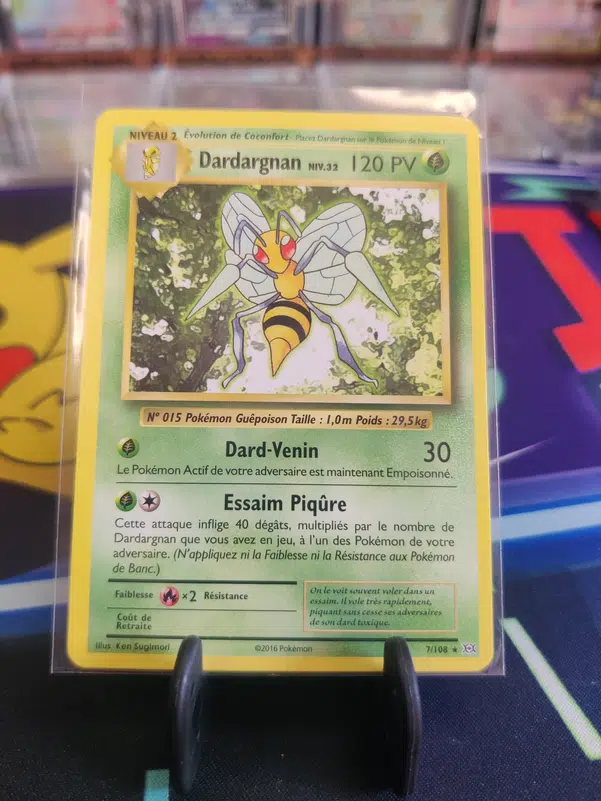 NIVEAU 2 Évolution de Coconfort Placez Dardargnan sur le Pokémon de Niveau 1
Dardargnan NIV.32 120 PV
N° 015 Pokémon Guêpoison Taille : 1,0m Poids : 29,5kg
Dard-Venin 30
Le Pokémon Actif de votre adversaire est maintenant Empoisonné.
Essaim Piqûre
Cette attaque inflige 40 dégâts, multipliés par le nombre de
Dardargnan que vous avez en jeu, à l'un des Pokémon de votre
adversaire. (N'appliquez ni la Faiblesse ni la Résistance aux Pokémon
de Banc.)
Faiblesse ×2 Résistance
Coût de
Retraite
On le voit souvent voler dans un
essaim. Il vole très rapidement,
piquant sans cesse ses adversaires
de son dard toxique.
Illus. Ken Sugimori ©2016 Pokémon 7/108 ★